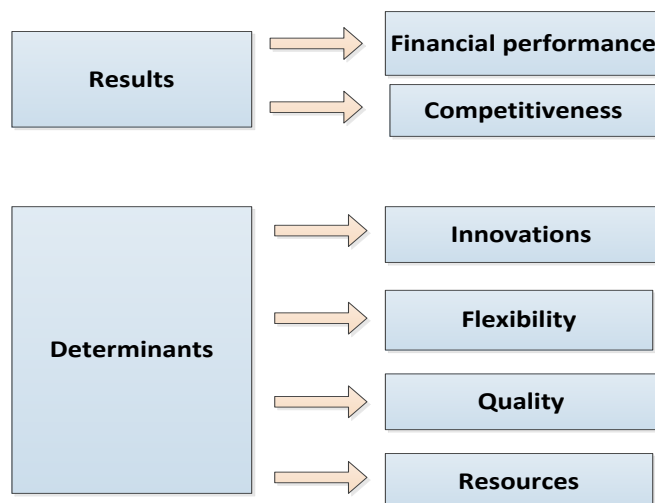 Results
Financial performance
Competitiveness
Determinants
Innovations
Flexibility
Quality
Resources